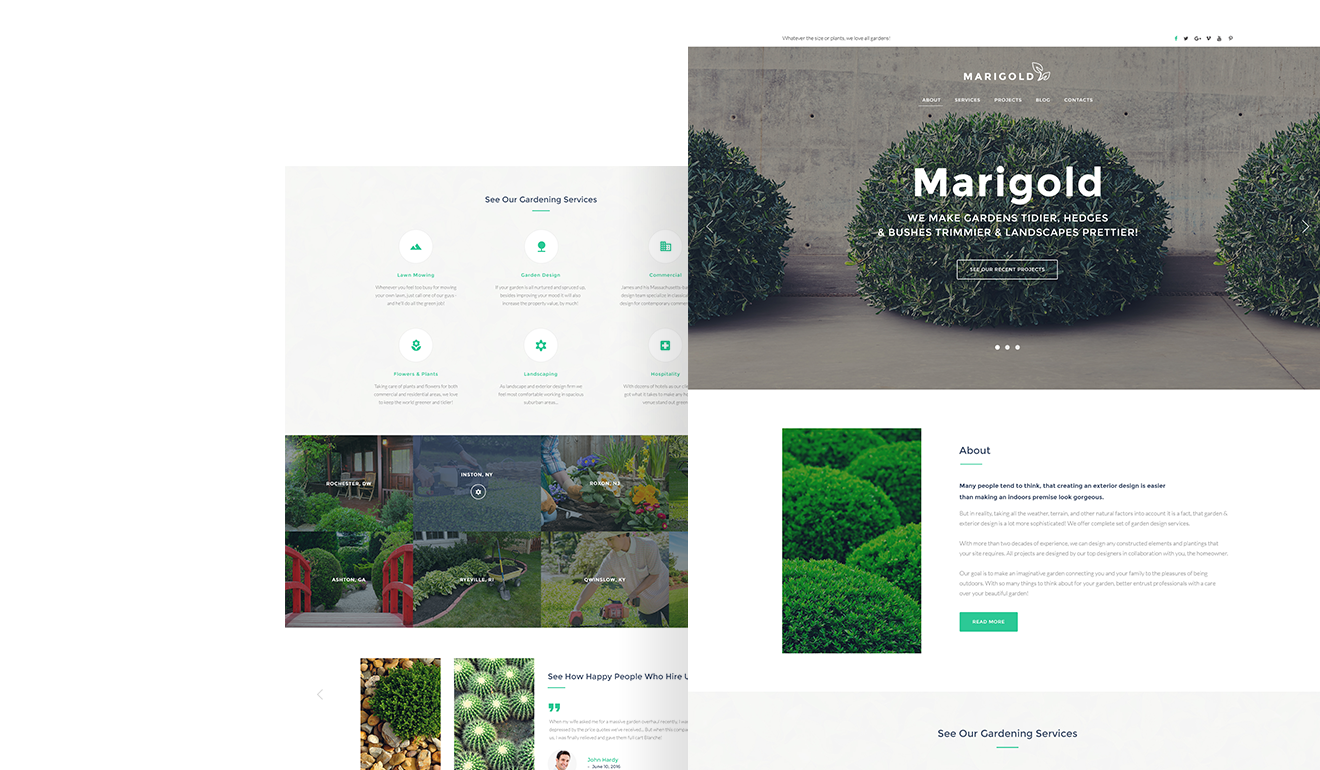 Whatever the size or plants, we love all gardens!
MARIGOLD
ABOUT SERVICES PROJECTS BLOG CONTACTS
Marigold
WE MAKE GARDENS TIDIER, HEDGES
& BUSHES TRIMMIER & LANDSCAPES PRETTIER!
SEE OUR RECENT PROJECTS
About
Many people tend to think, that creating an exterior design is easier
than making an indoors premise look gorgeous.
But in reality, taking all the weather, terrain, and other natural factors into account it is a fact, that garden &
exterior design is a lot more sophisticated! We offer complete set of garden design services.
With more than two decades of experience, we can design any constructed elements and plantings that
your site requires. All projects are designed by our top designers in collaboration with you, the homeowner.
Our goal is to make an imaginative garden connecting you and your family to the pleasures of being
outdoors. With so many things to think about for your garden, better entrust professionals with a care
over your beautiful garden!
READ MORE
See Our Gardening Services
See Our Gardening Services
Lawn Mowing
Whenever you feel too busy for mowing
your own lawn, just call one of our guys -
and he'll do all the green job!
Garden Design
If your garden is all nurtured and spruced up,
besides improving your mood it will also
increase the property value, by much!
Commercial
James and his Massachusetts-
design team specialize in
design for contemporary
Flowers & Plants
Taking care of plants and flowers for both
commercial and residential areas, we love
to keep the world greener and tidier!
Landscaping
As landscape and exterior design firm we
feel most comfortable working in spacious,
suburban areas...
Hospitality
With dozens of hotels as our
got what it takes to make any
venue stand out
ROCHESTER, DW
INSTON, NY
ROXON, NJ
ASHTON, GA
RYEVILLE, RI
QWINSLOW, KY
See How Happy People Who Hire U
When my wife asked me for a massive garden overhaul recently, I
depressed by the price quotes we've received... But when this
us, I was finally relieved and gave them full cart Blanche!
John Hardy
June 10, 2016